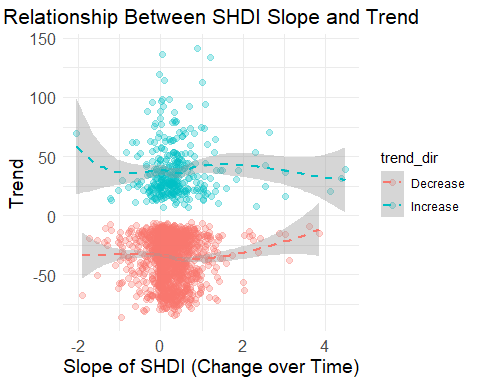 Relationship Between SHDI Slope and Trend
150
100
50
0
-50
Trend
-2
0
2
4
Slope of SHDI (Change over Time)
trend_dir
Decrease
Increase